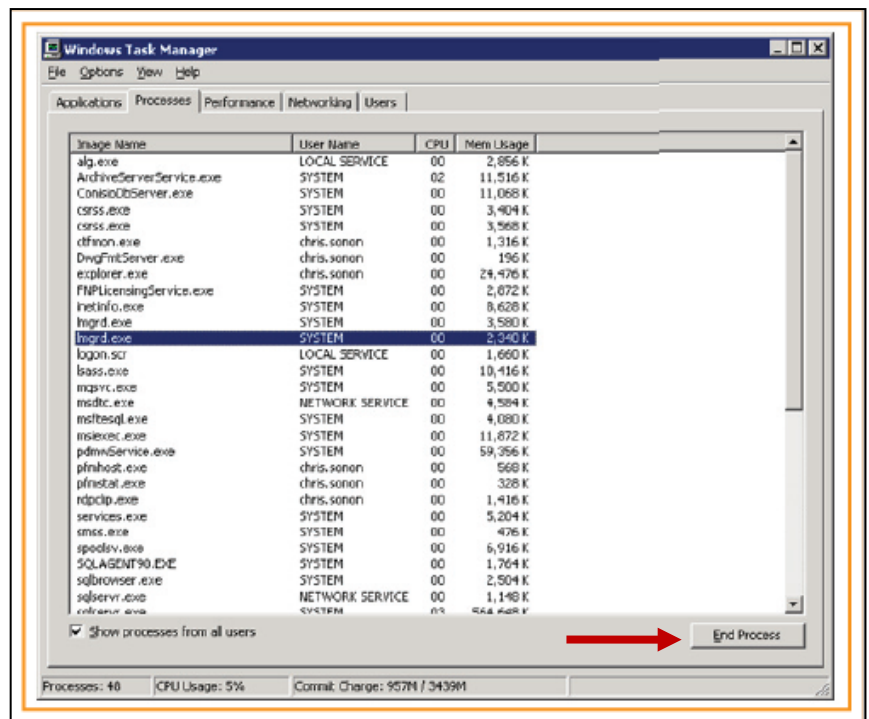 Windows Task Manager
File Options View Help
Applications Processes Performance Networking Users
Image Name User Name CPU Mem Usage
alg.exe LOCAL SERVICE 00 2,856 K
ArchiveServerService.exe SYSTEM 02 11,516 K
ConisioDbServer.exe SYSTEM 00 11,068 K
csrss.exe SYSTEM 00 3,404 K
csrss.exe SYSTEM 00 3,568 K
ctfmon.exe chris.sonon 00 1,316 K
DwgFmtServer.exe chris.sonon 00 196 K
explorer.exe chris.sonon 00 24,476 K
FNPLicensingService.exe SYSTEM 00 2,872 K
inetinfo.exe SYSTEM 00 8,628 K
lmgrd.exe SYSTEM 00 3,580 K
lmgrd.exe SYSTEM 00 2,340 K
logon.scr LOCAL SERVICE 00 1,660 K
lsass.exe SYSTEM 00 10,416 K
mqsvc.exe SYSTEM 00 5,500 K
msdtc.exe NETWORK SERVICE 00 4,584 K
msftesql.exe SYSTEM 00 4,080 K
msiexec.exe SYSTEM 00 11,872 K
pdmwService.exe SYSTEM 00 59,356 K
pfmhost.exe chris.sonon 00 568 K
pfmstat.exe chris.sonon 00 328 K
rdpclip.exe chris.sonon 00 1,416 K
services.exe SYSTEM 00 5,204 K
smss.exe SYSTEM 00 476 K
spoolsv.exe SYSTEM 00 6,916 K
SQLAGENT90.EXE SYSTEM 00 1,764 K
sqlbrowser.exe SYSTEM 00 2,504 K
sqlservr.exe NETWORK SERVICE 00 1,148 K
sqlservr.exe SYSTEM 03 564,648 K
Show processes from all users
End Process
Processes: 48 CPU Usage: 5% Commit Charge: 957M / 3439M